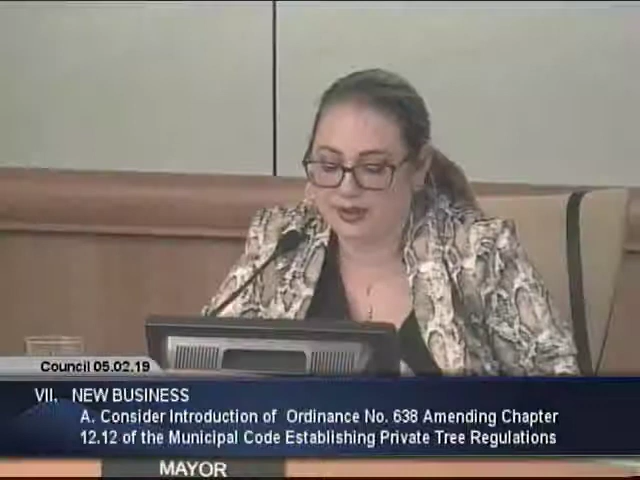 Council 05.02.19
VII. NEW BUSINESS
A. Consider Introduction of Ordinance No. 638 Amending Chapter
12.12 of the Municipal Code Establishing Private Tree Regulations
MAYOR